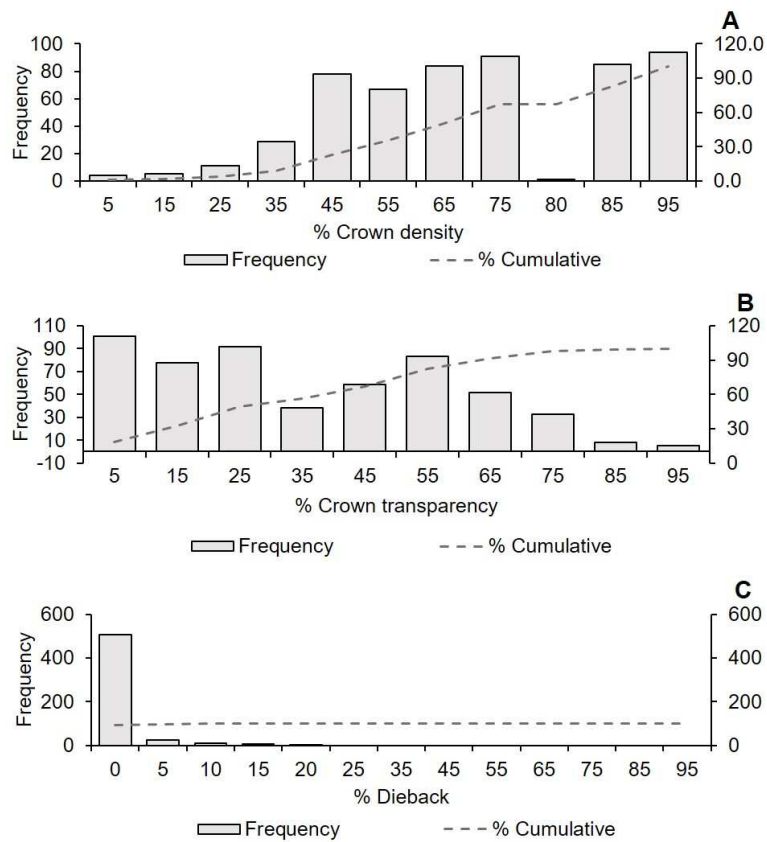 A
100 120.0
80 90.0
60
60.0
40
20 30.0
0 0.0
Frequency
5 15 25 35 45 55 65 75 80 85 95
% Crown density
Frequency % Cumulative
B
110 120
90 90
70
50 60
30
30
10
-10 0
Frequency
5 15 25 35 45 55 65 75 85 95
% Crown transparency
Frequency % Cumulative
C
600 600
400 400
200 200
0 0
Frequency
0 5 10 15 20 25 35 45 55 65 75 85 95
% Dieback
Frequency % Cumulative